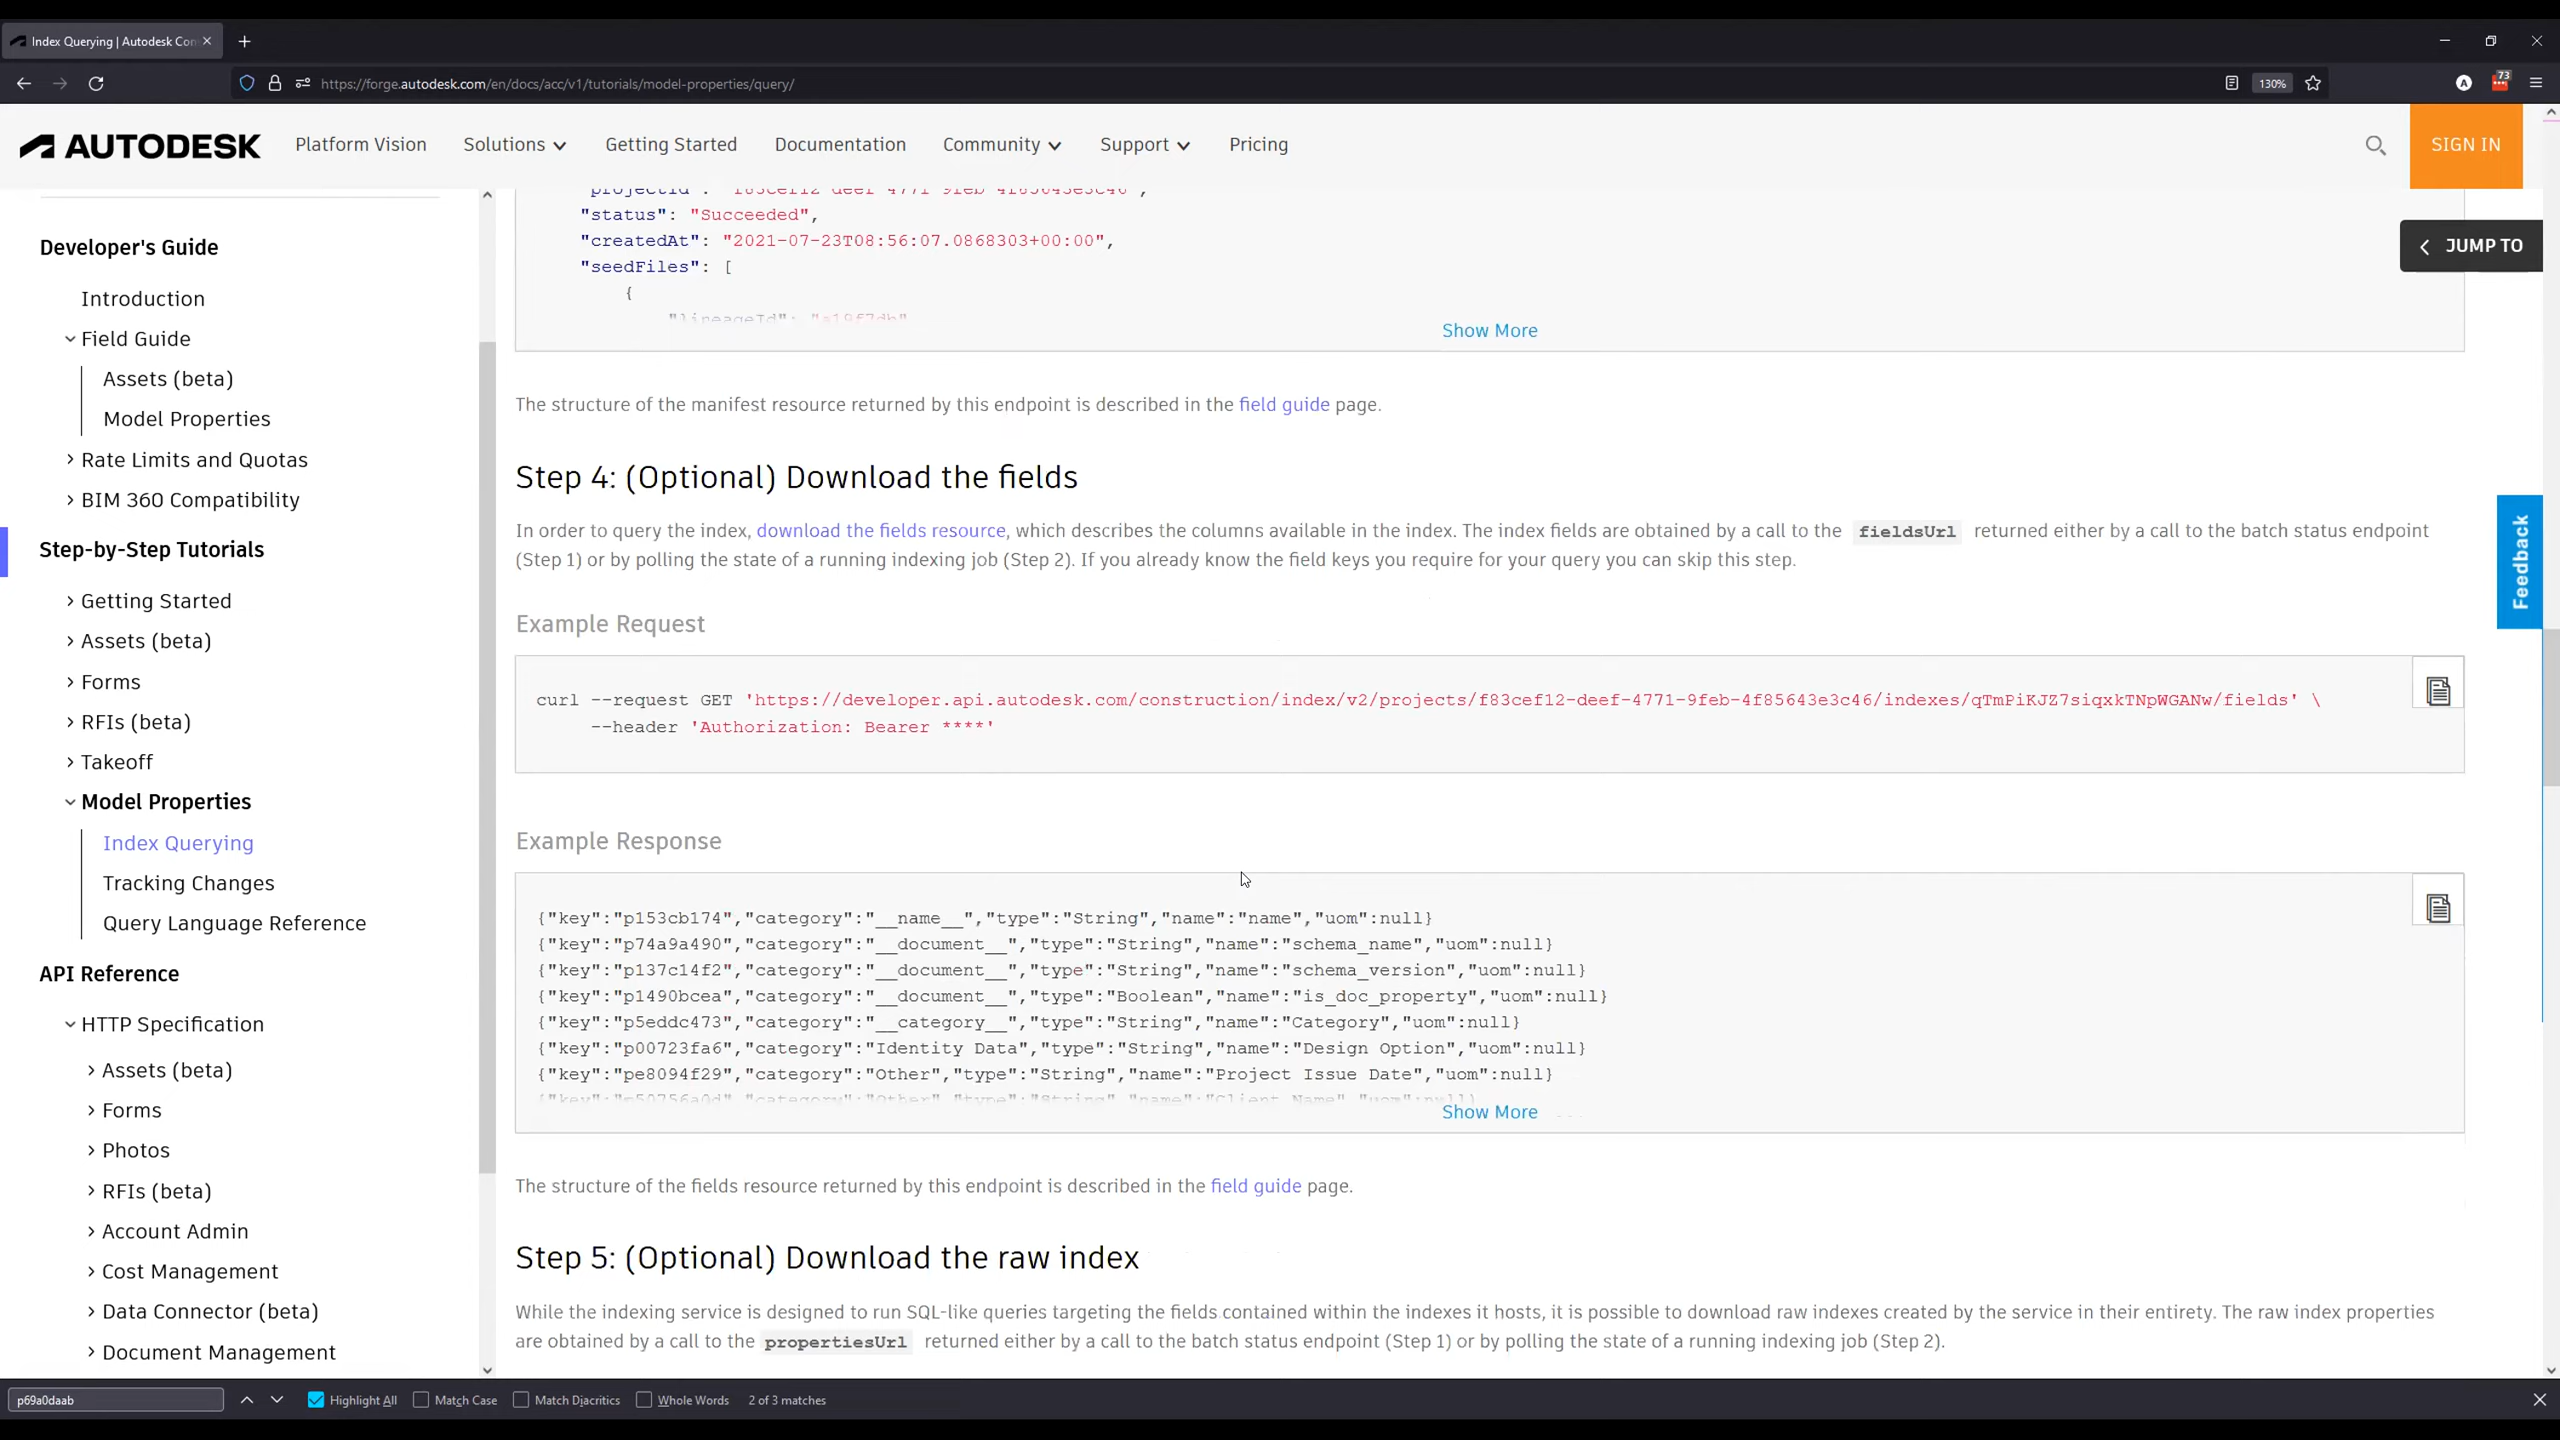 Index Querying | Autodesk Con
https://forge.autodesk.com/en/docs/acc/v1/tutorials/model-properties/query/
130%
A
73
AUTODESK
Platform Vision
Solutions
Getting Started
Documentation
Community
Support
Pricing
SIGN IN
JUMP TO
Feedback
Developer's Guide
Introduction
Field Guide
Assets (beta)
Model Properties
Rate Limits and Quotas
BIM 360 Compatibility
Step-by-Step Tutorials
Getting Started
Assets (beta)
Forms
RFIs (beta)
Takeoff
Model Properties
Index Querying
Tracking Changes
Query Language Reference
API Reference
HTTP Specification
Assets (beta)
Forms
Photos
RFIs (beta)
Account Admin
Cost Management
Data Connector (beta)
Document Management
"status": "Succeeded",
"createdAt": "2021-07-23T08:56:07.0868303+00:00",
"seedFiles": [
{
"lineageId": "a19f7db"
Show More
The structure of the manifest resource returned by this endpoint is described in the field guide page.
Step 4: (Optional) Download the fields
In order to query the index, download the fields resource, which describes the columns available in the index. The index fields are obtained by a call to the fieldsUrl returned either by a call to the batch status endpoint
(Step 1) or by polling the state of a running indexing job (Step 2). If you already know the field keys you require for your query you can skip this step.
Example Request
curl --request GET 'https://developer.api.autodesk.com/construction/index/v2/projects/f83cef12-deef-4771-9feb-4f85643e3c46/indexes/qTmPiKJZ7siqxkTNpWGANw/fields' \
--header 'Authorization: Bearer ****'
Example Response
{"key":"p153cb174","category":"__name__","type":"String","name":"name","uom":null}
{"key":"p74a9a490","category":"__document__","type":"String","name":"schema_name","uom":null}
{"key":"p137c14f2","category":"__document__","type":"String","name":"schema_version","uom":null}
{"key":"p1490bcea","category":"__document__","type":"Boolean","name":"is_doc_property","uom":null}
{"key":"p5eddc473","category":"__category__","type":"String","name":"Category","uom":null}
{"key":"p00723fa6","category":"Identity Data","type":"String","name":"Design Option","uom":null}
{"key":"pe8094f29","category":"Other","type":"String","name":"Project Issue Date","uom":null}
{"key":"p50756a0d","category":"Other","type":"String","name":"Client Name","uom":null}
Show More
The structure of the fields resource returned by this endpoint is described in the field guide page.
Step 5: (Optional) Download the raw index
While the indexing service is designed to run SQL-like queries targeting the fields contained within the indexes it hosts, it is possible to download raw indexes created by the service in their entirety. The raw index properties
are obtained by a call to the propertiesUrl returned either by a call to the batch status endpoint (Step 1) or by polling the state of a running indexing job (Step 2).
p69a0daab
Highlight All
Match Case
Match Diacritics
Whole Words
2 of 3 matches